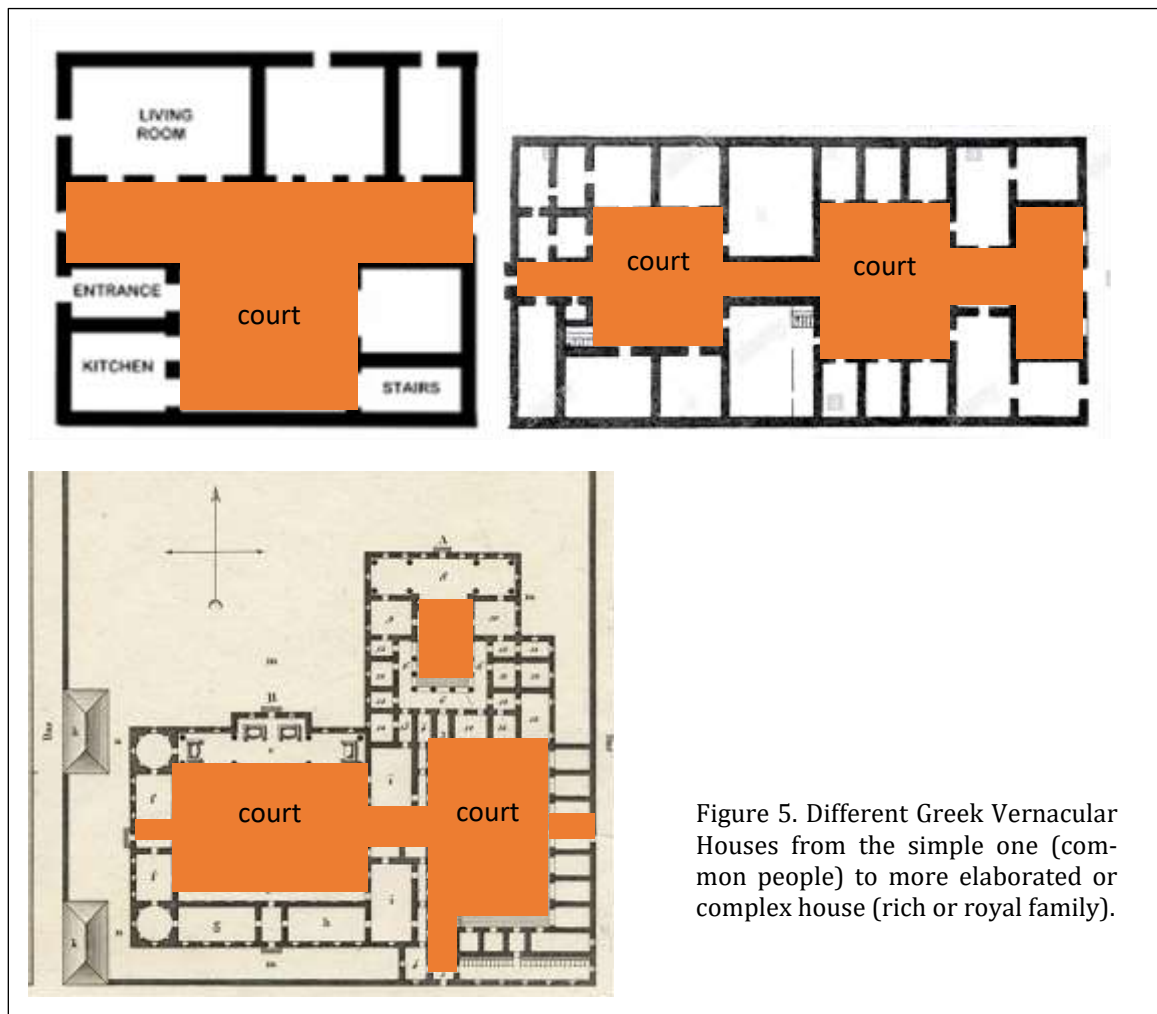 LIVING
ROOM
ENTRANCE
court
KITCHEN
STAIRS
court
court
A
m
B
court
court
Figure 5. Different Greek Vernacular
Houses from the simple one (com-
mon people) to more elaborated or
complex house (rich or royal family).